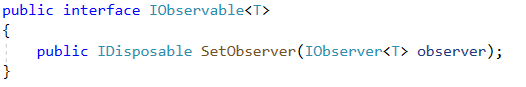 public interface IObservable<T>
{
    public IDisposable SetObserver(IObserver<T> observer);
}